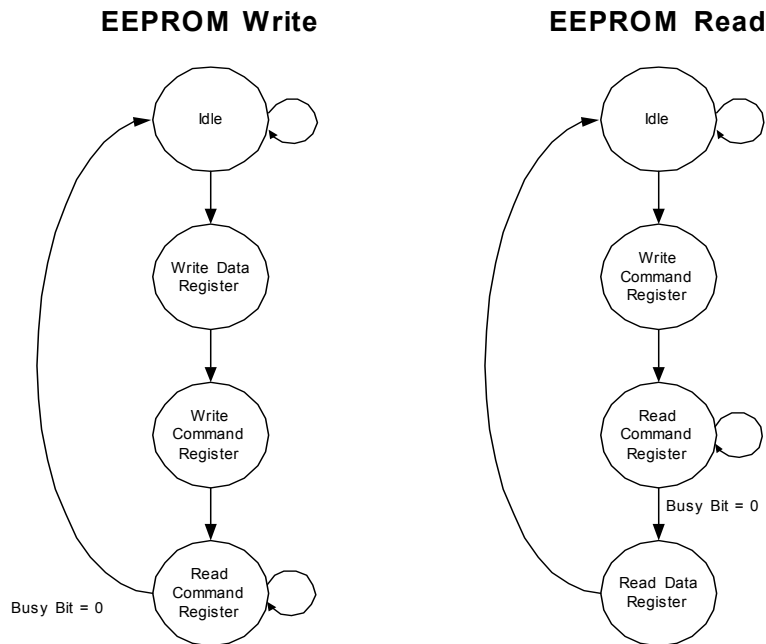 EEPROM Write
Idle
Write Data
Register
Write
Command
Register
Read
Command
Register
Busy Bit = 0
EEPROM Read
Idle
Write
Command
Register
Read
Command
Register
Busy Bit = 0
Read Data
Register